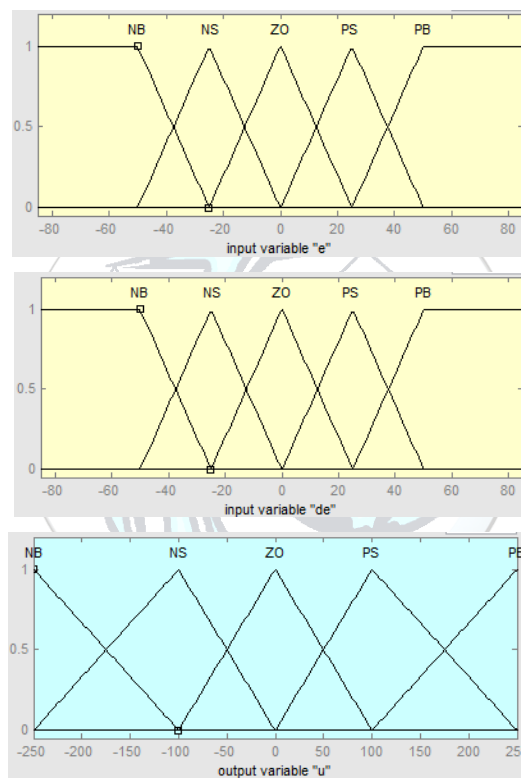 NB NS ZO PS PB
1
0.5
0
-80 -60 -40 -20 0 20 40 60 80
input variable "e"
NB NS ZO PS PB
1
0.5
0
-80 -60 -40 -20 0 20 40 60 80
input variable "de"
NB NS ZO PS PB
1
0.5
0
-250 -200 -150 -100 -50 0 50 100 150 200 250
output variable "u"